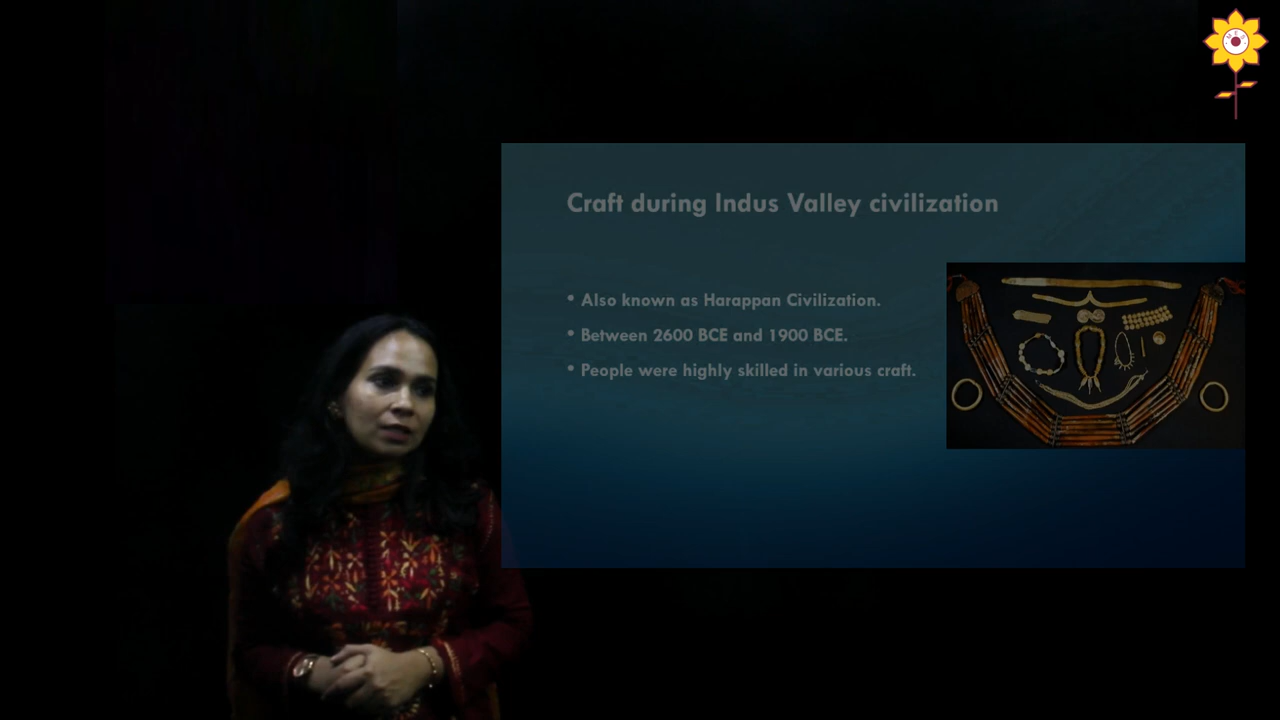 Craft during Indus Valley civilization
• Also known as Harappan Civilization.
• Between 2600 BCE and 1900 BCE.
• People were highly skilled in various craft.